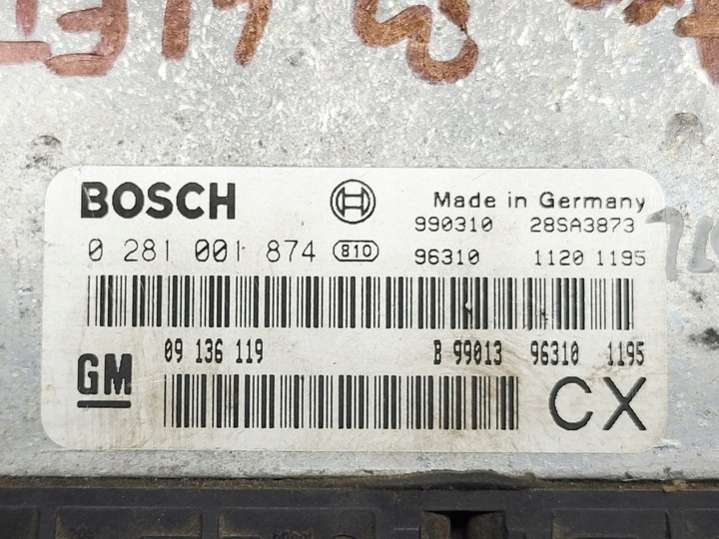 BOSCH Made in Germany
990310 28SA3873
0 281 001 874 810 96310 1120 1195
09 136 119 B 99013 96310 1195
GM
CX